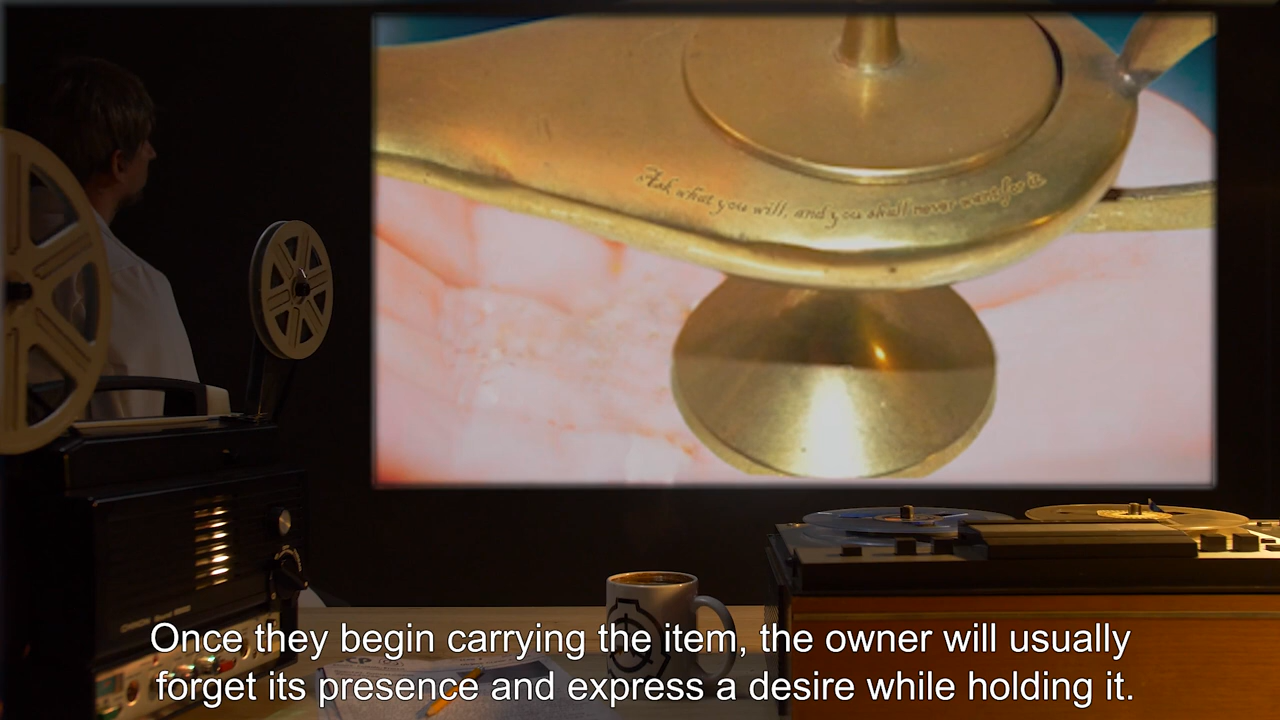 Ask what you will, and you shall never want for it.
Once they begin carrying the item, the owner will usually
forget its presence and express a desire while holding it.